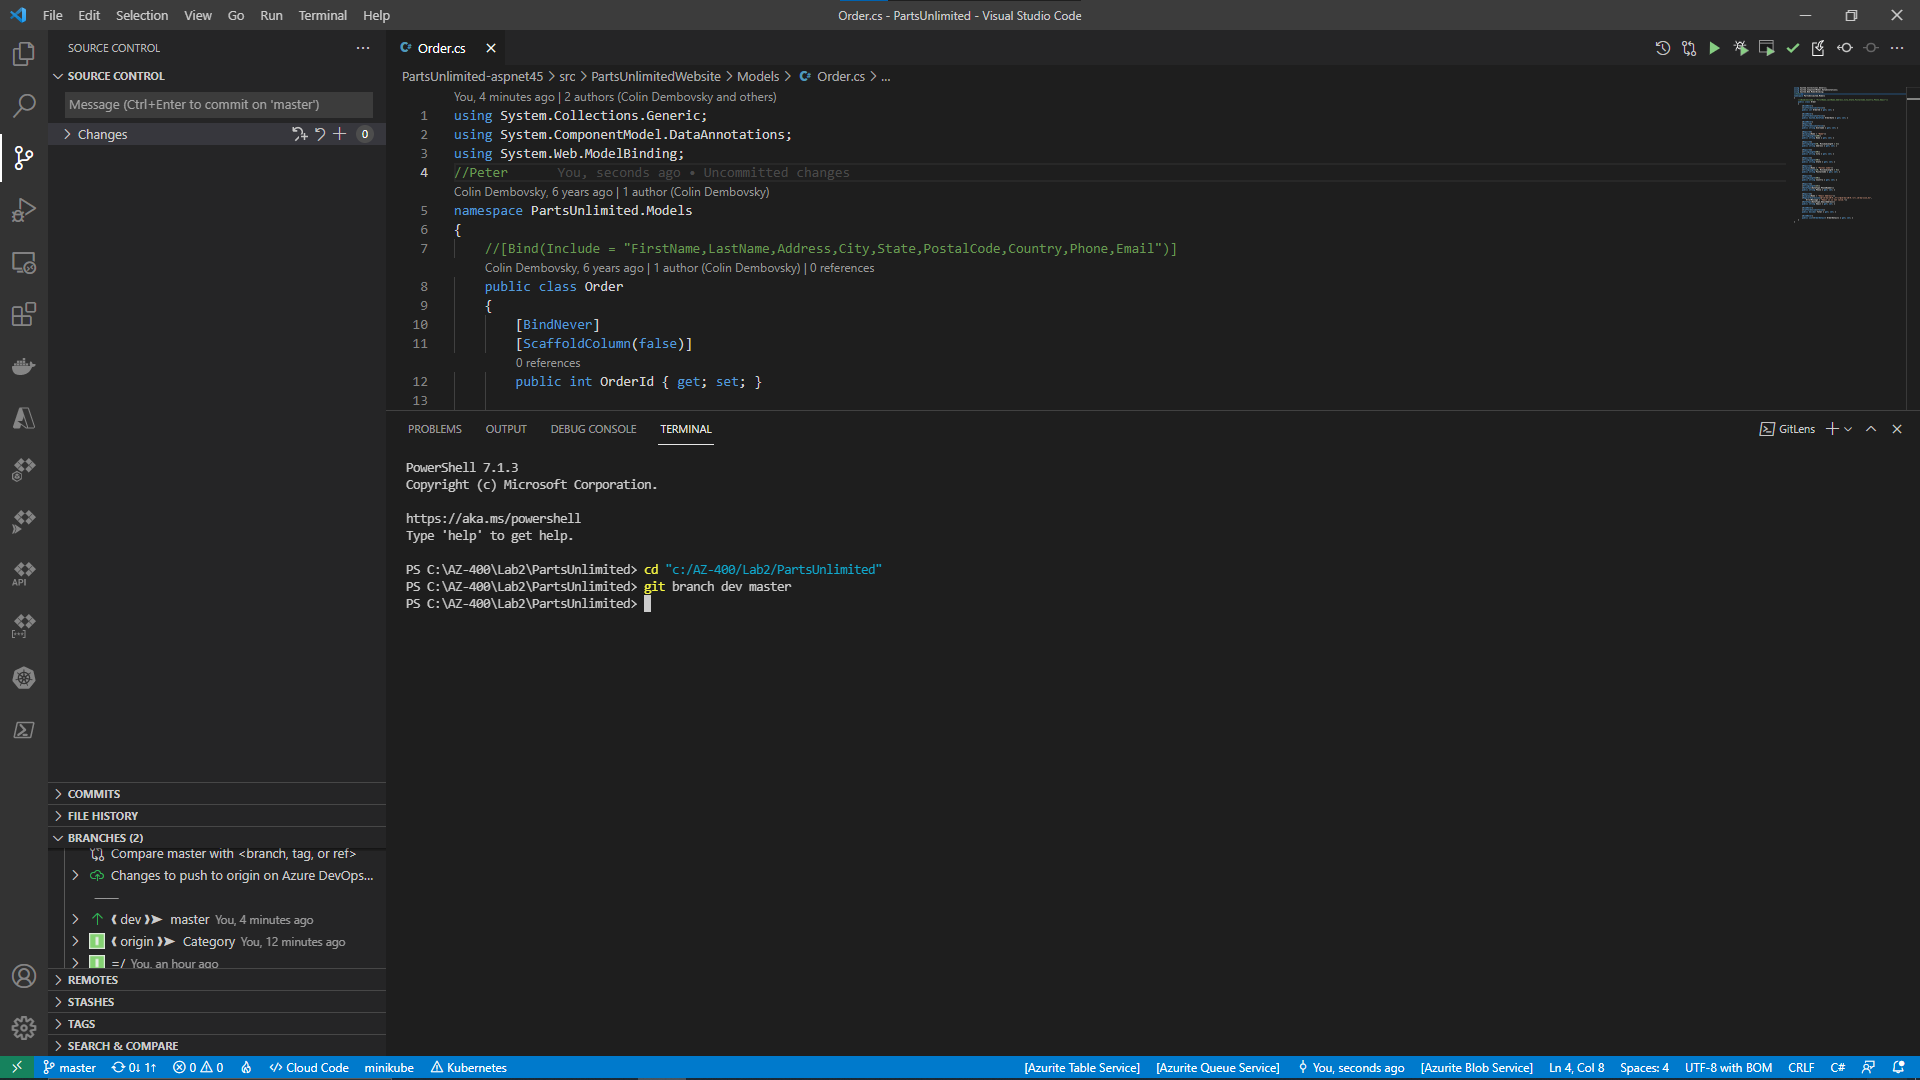 File Edit Selection View Go Run Terminal Help
Order.cs - PartsUnlimited - Visual Studio Code
SOURCE CONTROL
SOURCE CONTROL
Message (Ctrl+Enter to commit on 'master')
Changes
0
COMMITS
FILE HISTORY
BRANCHES (2)
Compare master with <branch, tag, or ref>
Changes to push to origin on Azure DevOps...
dev master You, 4 minutes ago
origin Category You, 12 minutes ago
You, an hour ago
REMOTES
STASHES
TAGS
SEARCH & COMPARE
API
C# Order.cs
PartsUnlimited-aspnet45 > src > PartsUnlimitedWebsite > Models > C# Order.cs > ...
You, 4 minutes ago | 2 authors (Colin Dembovsky and others)
1 using System.Collections.Generic;
2 using System.ComponentModel.DataAnnotations;
3 using System.Web.ModelBinding;
4 //Peter You, seconds ago • Uncommitted changes
Colin Dembovsky, 6 years ago | 1 author (Colin Dembovsky)
5 namespace PartsUnlimited.Models
6 {
7 //[Bind(Include = "FirstName,LastName,Address,City,State,PostalCode,Country,Phone,Email")]
Colin Dembovsky, 6 years ago | 1 author (Colin Dembovsky) | 0 references
8 public class Order
9 {
10 [BindNever]
11 [ScaffoldColumn(false)]
0 references
12 public int OrderId { get; set; }
13
PROBLEMS OUTPUT DEBUG CONSOLE TERMINAL
GitLens
PowerShell 7.1.3
Copyright (c) Microsoft Corporation.
https://aka.ms/powershell
Type 'help' to get help.
PS C:\AZ-400\Lab2\PartsUnlimited> cd "c:/AZ-400/Lab2/PartsUnlimited"
PS C:\AZ-400\Lab2\PartsUnlimited> git branch dev master
PS C:\AZ-400\Lab2\PartsUnlimited>
master 0↓ 1↑ 0 0 Cloud Code minikube Kubernetes
[Azurite Table Service] [Azurite Queue Service] You, seconds ago [Azurite Blob Service] Ln 4, Col 8 Spaces: 4 UTF-8 with BOM CRLF C#